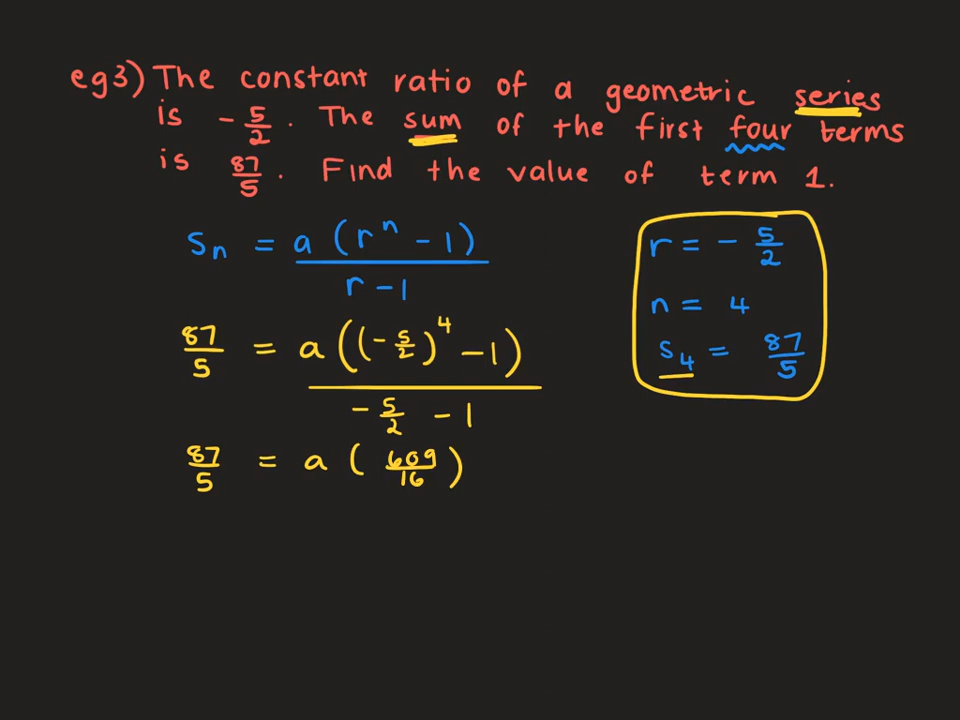 eg3) The constant ratio of a geometric series
is - 5/2. The sum of the first four terms
is 87/5. Find the value of term 1.
Sn = a (r^n - 1) / r - 1
r = - 5/2
n = 4
S4 = 87/5
87/5 = a ((- 5/2)^4 - 1) / - 5/2 - 1
87/5 = a ( 609/16 )